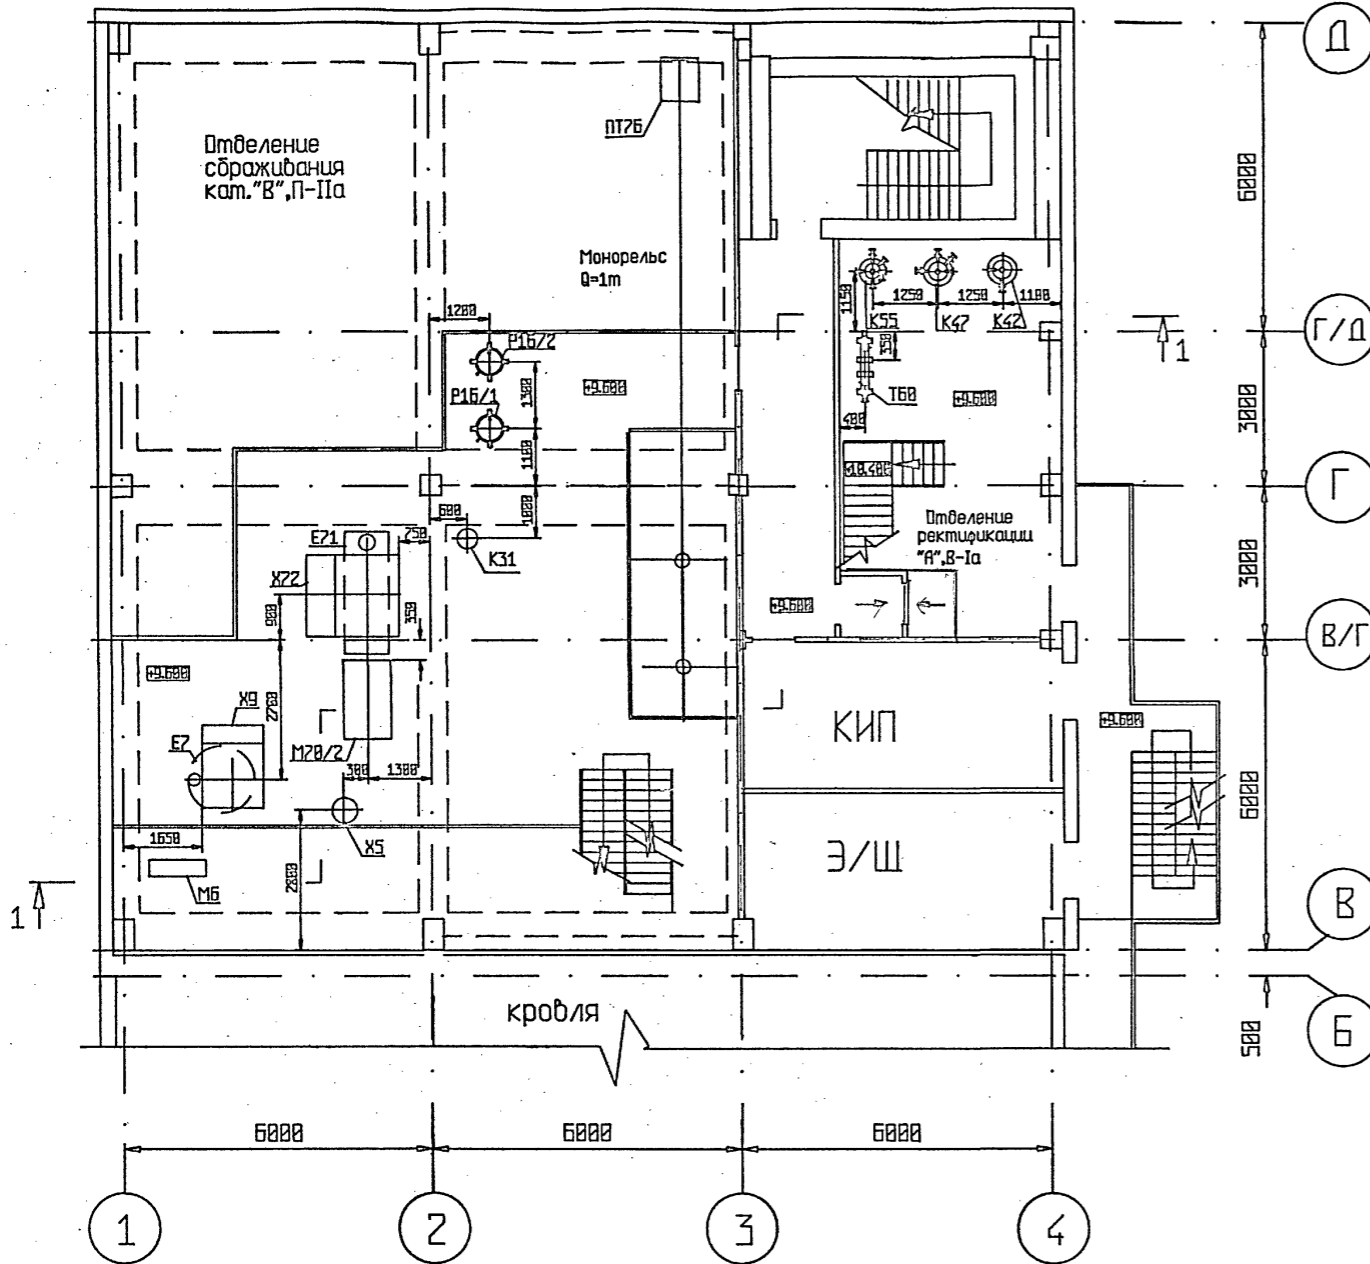 Д
Отделение
сбраживания
кат."В",П-IIа
ПТ76
6000
Монорельс
Q=1т
1150
1250
1250
1100
К55
К47
К42
1200
Р16/2
Г/Д
1
350
Р16/1
1300
+9.600
Т60
+9.600
3000
400
1100
+10.400
Г
600
1000
Отделение
ректификации
"А",В-Iа
Е71
750
К31
Х72
3000
900
350
+9.600
В/Г
+9.600
Х9
2700
КИП
+9.600
Е7
М70/2
300
1300
6000
1650
Х5
Э/Щ
М6
2800
1
В
кровля
500
Б
6000
6000
6000
1
2
3
4